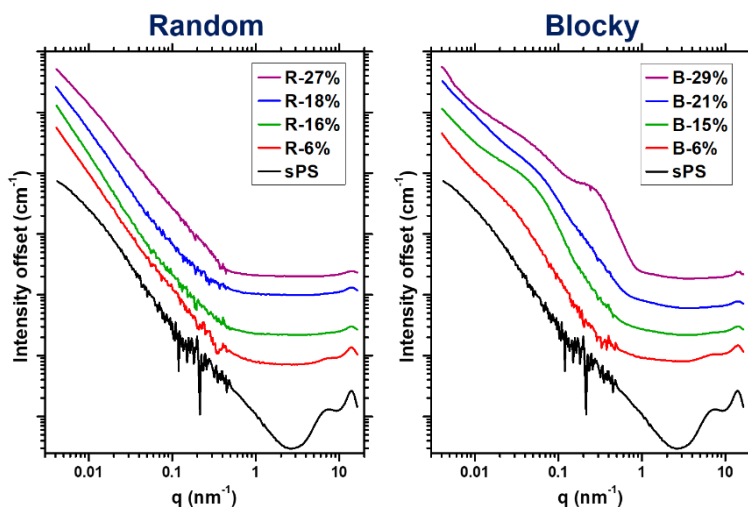 Random
Intensity offset (cm⁻¹)
R-27%
R-18%
R-16%
R-6%
sPS
0.01 0.1 1 10
q (nm⁻¹)
Blocky
Intensity offset (cm⁻¹)
B-29%
B-21%
B-15%
B-6%
sPS
0.01 0.1 1 10
q (nm⁻¹)